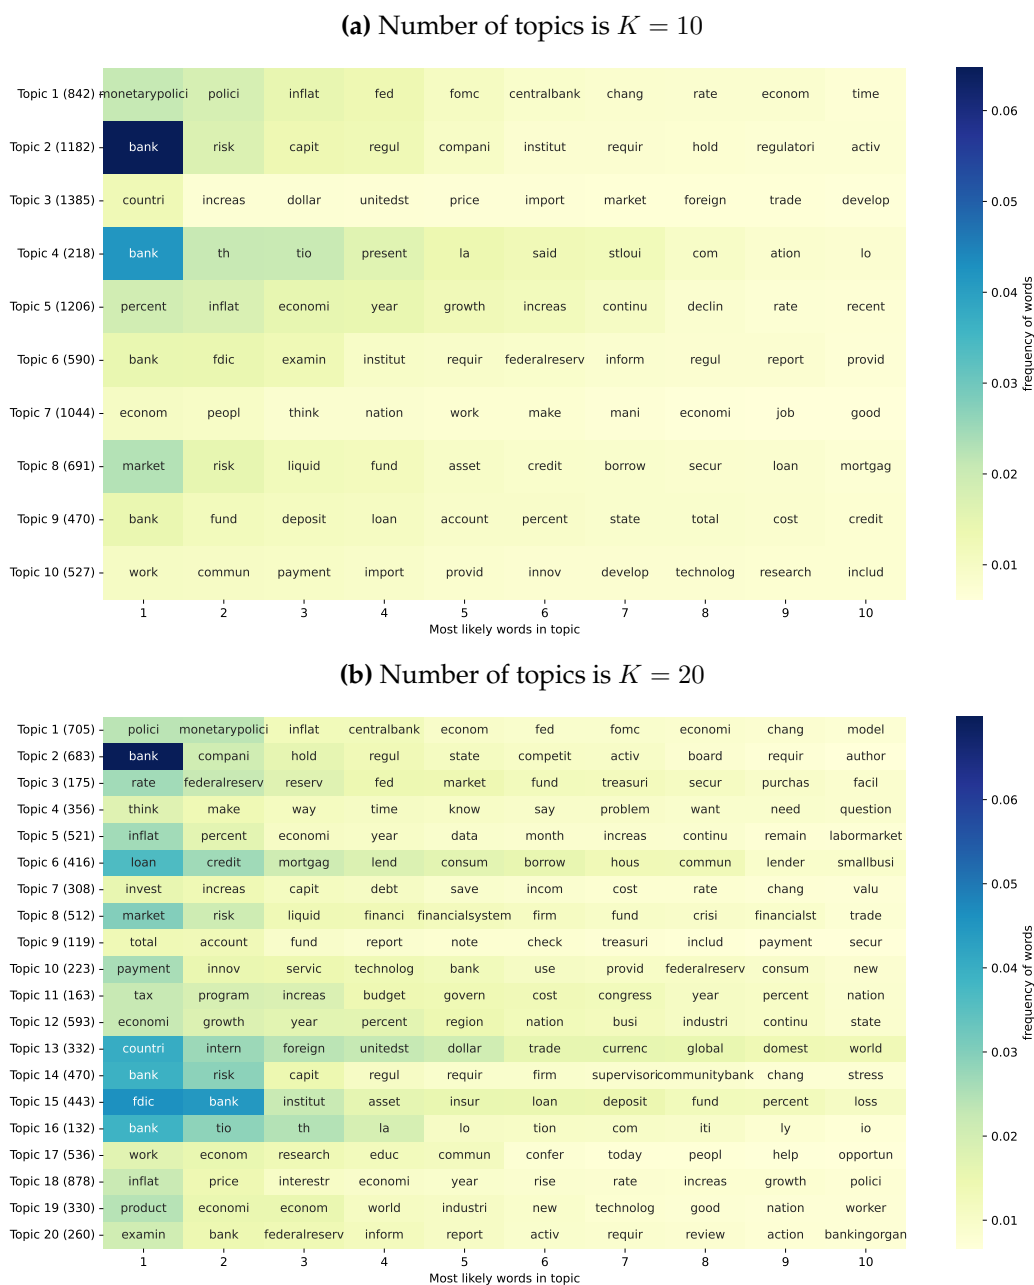 (a) Number of topics is K = 10
Topic 1 (842) monetarypolici polici inflat fed fomc centralbank chang rate econom time
Topic 2 (1182) bank risk capit regul compani institut requir hold regulatori activ
Topic 3 (1385) countri increas dollar unitedst price import market foreign trade develop
Topic 4 (218) bank th tio present la said stloui com ation lo
Topic 5 (1206) percent inflat economi year growth increas continu declin rate recent
Topic 6 (590) bank fdic examin institut requir federalreserv inform regul report provid
Topic 7 (1044) econom peopl think nation work make mani economi job good
Topic 8 (691) market risk liquid fund asset credit borrow secur loan mortgag
Topic 9 (470) bank fund deposit loan account percent state total cost credit
Topic 10 (527) work commun payment import provid innov develop technolog research includ
1 2 3 4 5 6 7 8 9 10
Most likely words in topic
0.06
0.05
0.04
0.03
0.02
0.01
frequency of words
(b) Number of topics is K = 20
Topic 1 (705) polici monetarypolici inflat centralbank econom fed fomc economi chang model
Topic 2 (683) bank compani hold regul state competit activ board requir author
Topic 3 (175) rate federalreserv reserv fed market fund treasuri secur purchas facil
Topic 4 (356) think make way time know say problem want need question
Topic 5 (521) inflat percent economi year data month increas continu remain labormarket
Topic 6 (416) loan credit mortgag lend consum borrow hous commun lender smallbusi
Topic 7 (308) invest increas capit debt save incom cost rate chang valu
Topic 8 (512) market risk liquid financi financialsystem firm fund crisi financialst trade
Topic 9 (119) total account fund report note check treasuri includ payment secur
Topic 10 (223) payment innov servic technolog bank use provid federalreserv consum new
Topic 11 (163) tax program increas budget govern cost congress year percent nation
Topic 12 (593) economi growth year percent region nation busi industri continu state
Topic 13 (332) countri intern foreign unitedst dollar trade currenc global domest world
Topic 14 (470) bank risk capit regul requir firm supervisori communitybank chang stress
Topic 15 (443) fdic bank institut asset insur loan deposit fund percent loss
Topic 16 (132) bank tio th la lo tion com iti ly io
Topic 17 (536) work econom research educ commun confer today peopl help opportun
Topic 18 (878) inflat price interestr economi year rise rate increas growth polici
Topic 19 (330) product economi econom world industri new technolog good nation worker
Topic 20 (260) examin bank federalreserv inform report activ requir review action bankingorgan
1 2 3 4 5 6 7 8 9 10
Most likely words in topic
0.06
0.05
0.04
0.03
0.02
0.01
frequency of words